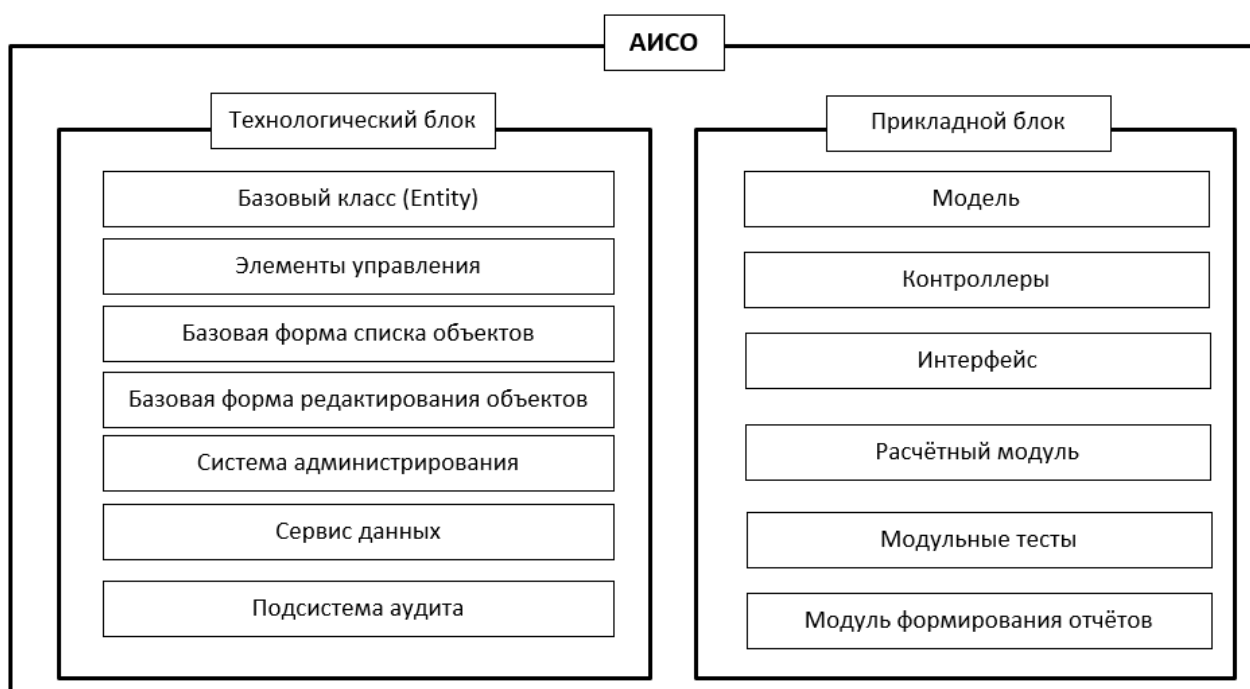 АИСО
Технологический блок
Базовый класс (Entity)
Элементы управления
Базовая форма списка объектов
Базовая форма редактирования объектов
Система администрирования
Сервис данных
Подсистема аудита
Прикладной блок
Модель
Контроллеры
Интерфейс
Расчётный модуль
Модульные тесты
Модуль формирования отчётов